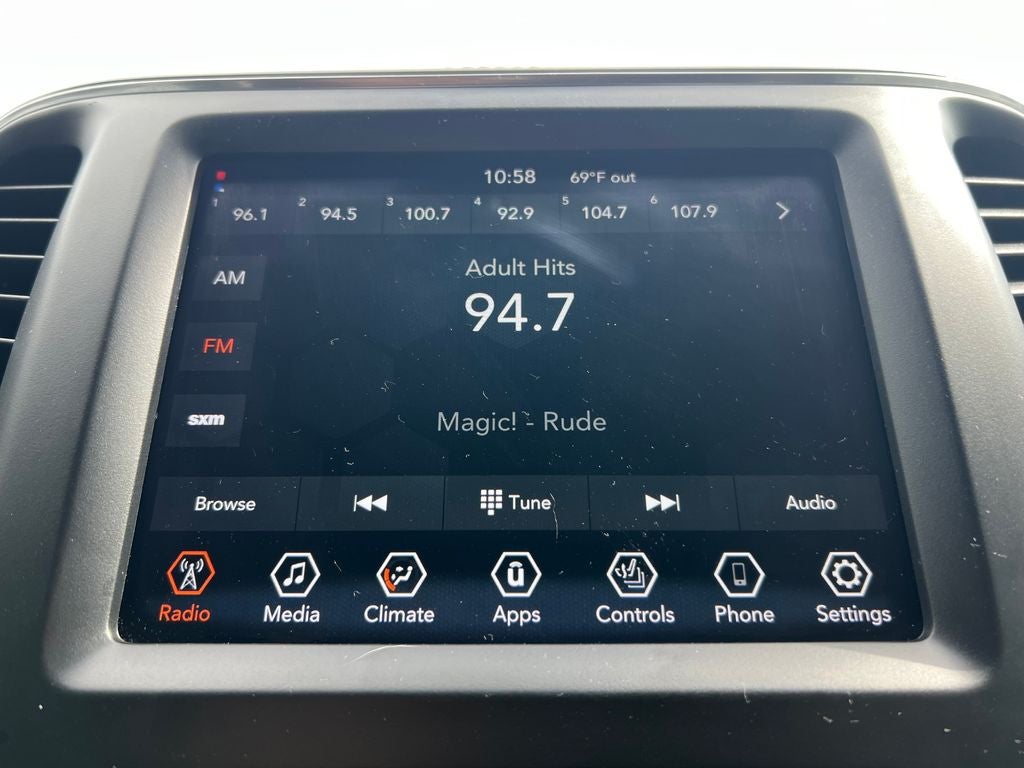 10:58 69°F out
1 96.1 2 94.5 3 100.7 4 92.9 5 104.7 6 107.9
AM
Adult Hits
94.7
FM
sxm
Magic! - Rude
Browse Tune Audio
Radio Media Climate Apps Controls Phone Settings